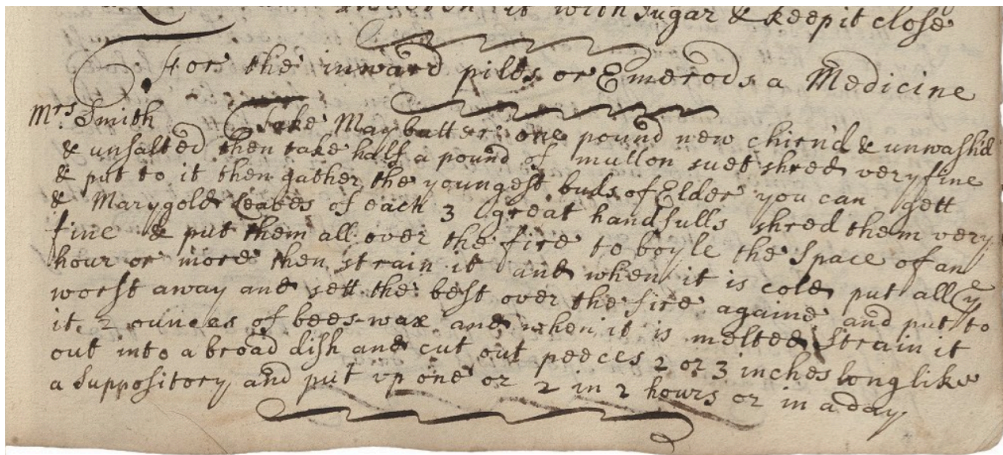 it with sugar & keep it close
For the inward piles or Emerods a Medicine
Mrs Smith Take May butter one pound new chirn'd & unwash'd
& unsalted then take half a pound of mutton suet shred very fine
& put to it then gather the youngest buds of Elder you can gett
& Marygold Leaves of each 3 great handfulls shred them very
fine & put them all over the fire to boyle the Space of an
hour or more then strain it and when it is cold put all ye
worst away and sett the best over the fire againe and put to
it 2 ounces of bees-wax and when it is melted strain it
out into a broad dish and cut out peeces 2 or 3 inches long like
a Suppository and put vp one or 2 in 2 hours or in a day